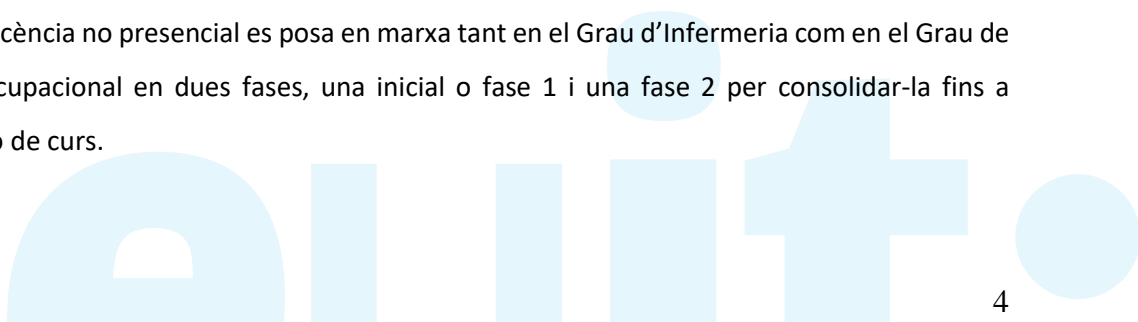 cència no presencial es posa en marxa tant en el Grau d’Infermeria com en el Grau de
cupacional en dues fases, una inicial o fase 1 i una fase 2 per consolidar-la fins a
de curs.
euit
4